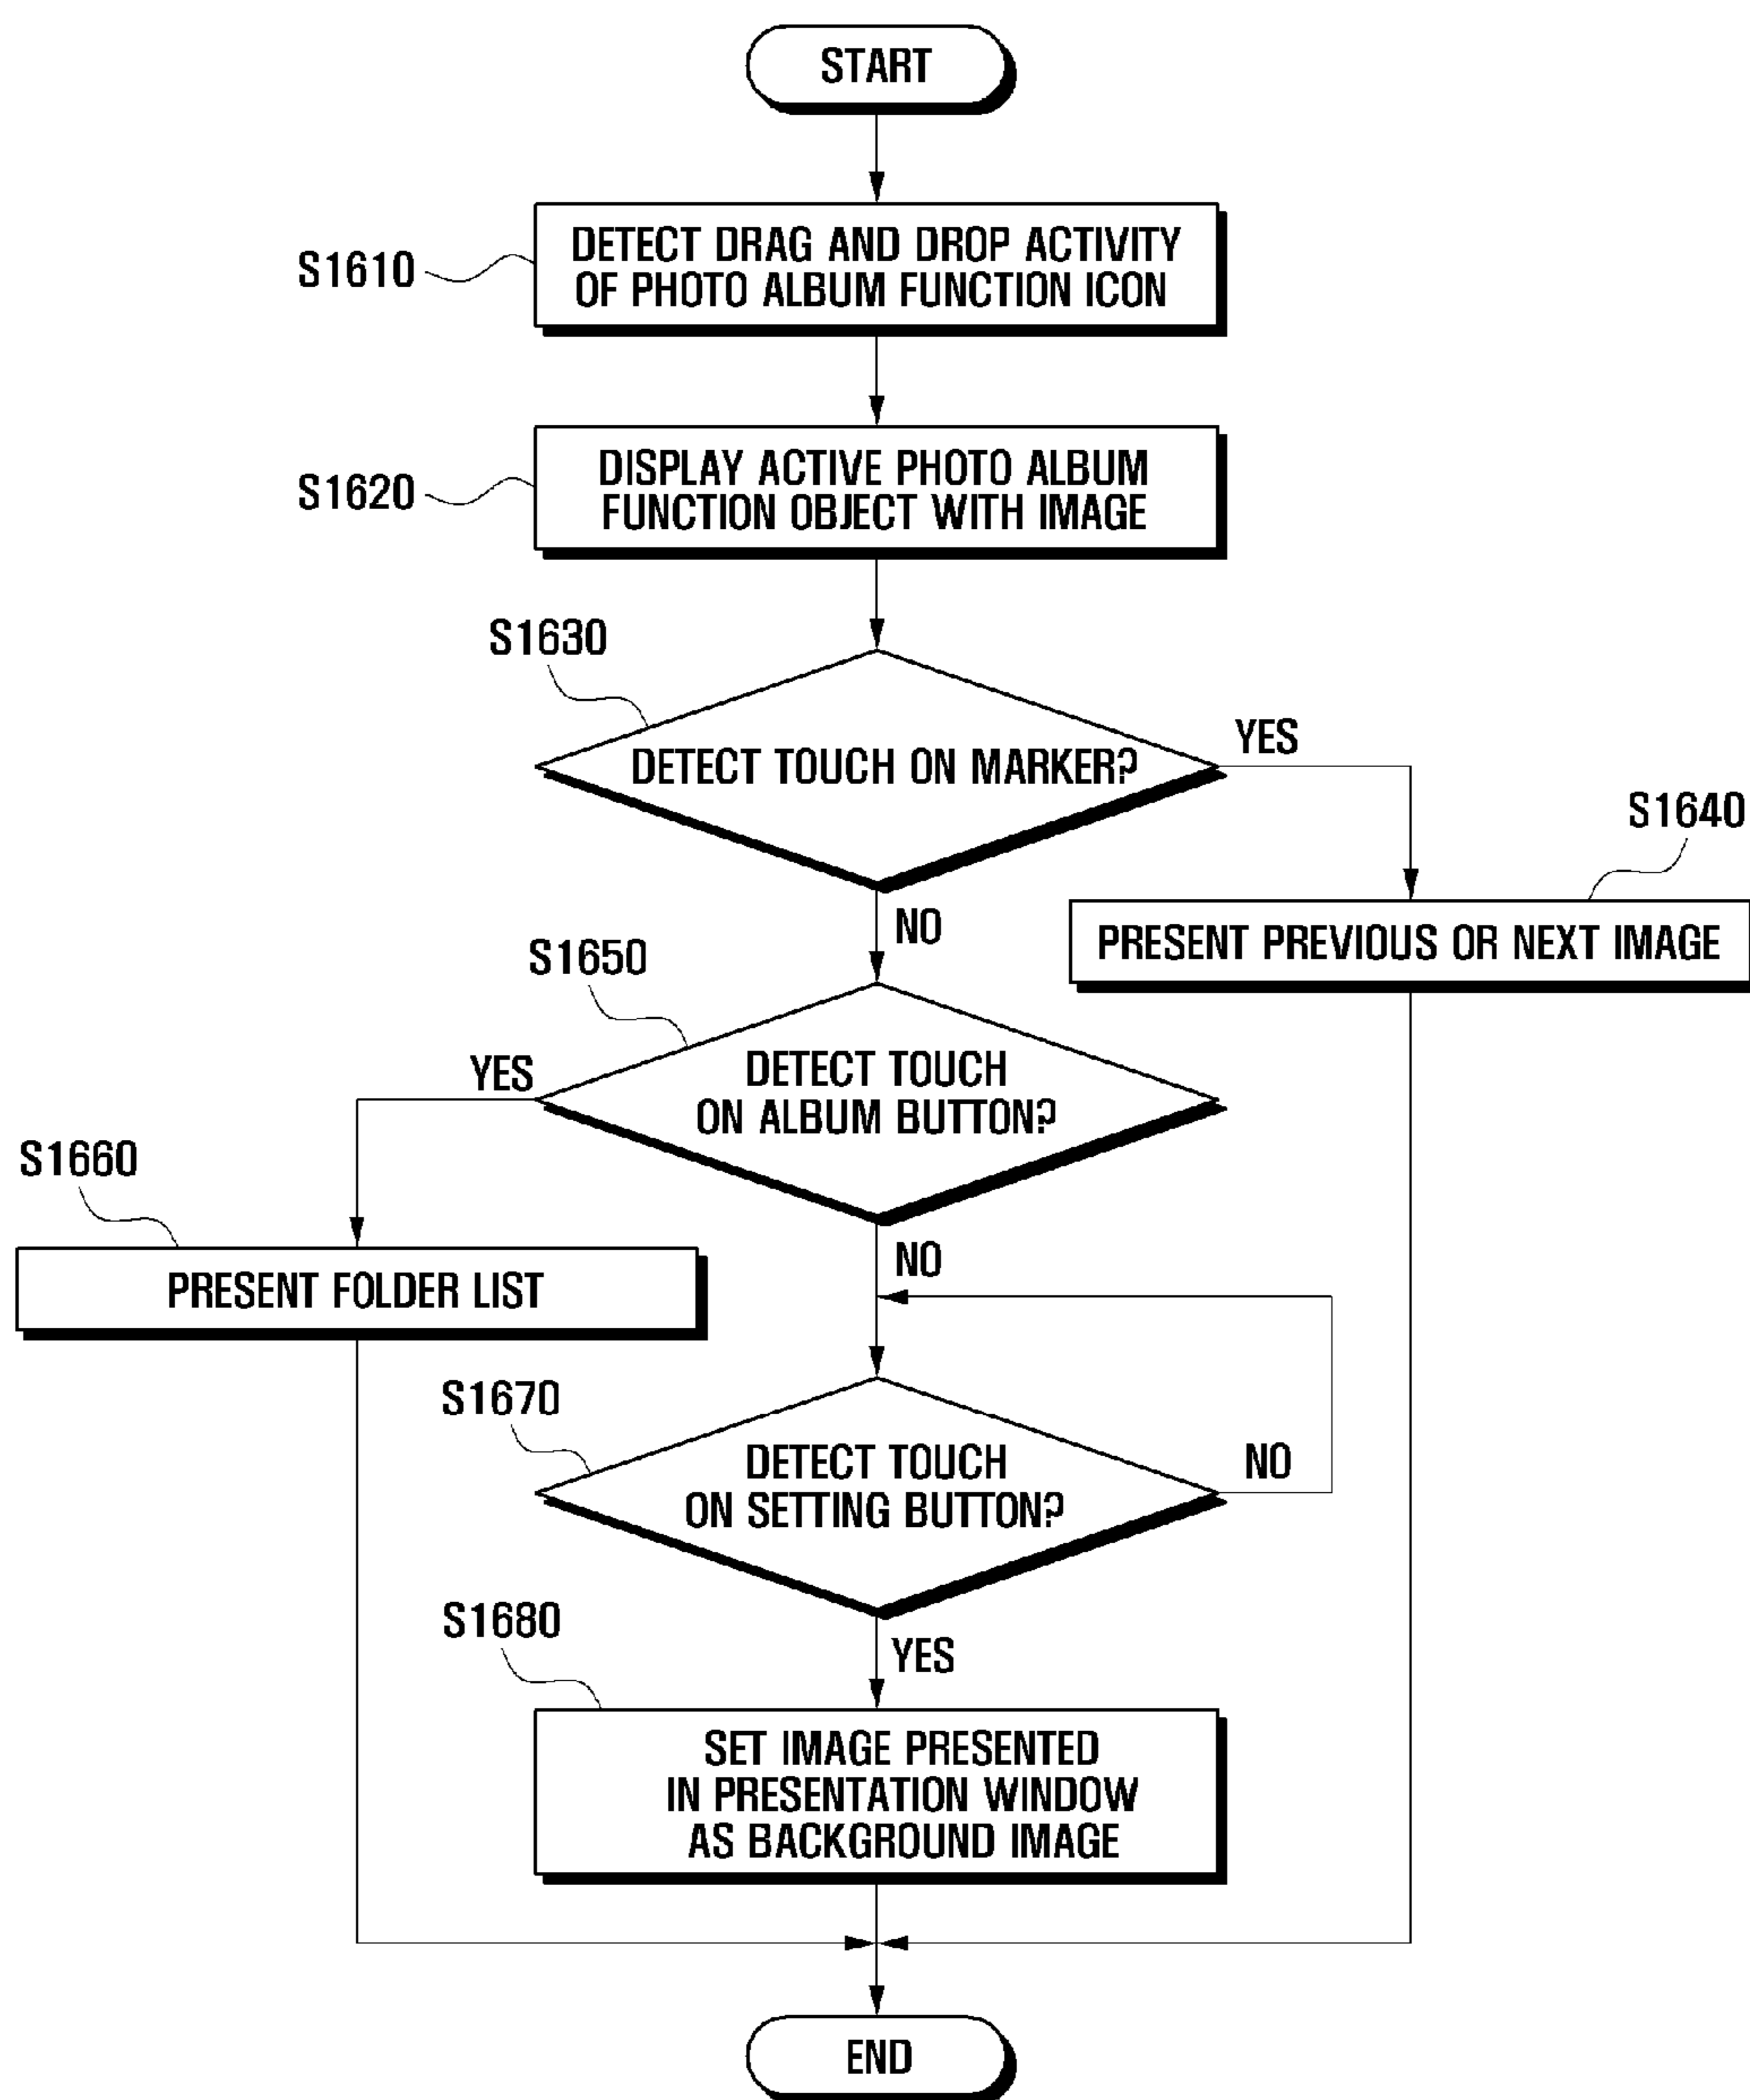 START
S1610
DETECT DRAG AND DROP ACTIVITY
OF PHOTO ALBUM FUNCTION ICON
S1620
DISPLAY ACTIVE PHOTO ALBUM
FUNCTION OBJECT WITH IMAGE
S1630
DETECT TOUCH ON MARKER?
YES
S1640
PRESENT PREVIOUS OR NEXT IMAGE
NO
S1650
DETECT TOUCH
ON ALBUM BUTTON?
YES
S1660
PRESENT FOLDER LIST
NO
S1670
DETECT TOUCH
ON SETTING BUTTON?
NO
YES
S1680
SET IMAGE PRESENTED
IN PRESENTATION WINDOW
AS BACKGROUND IMAGE
END